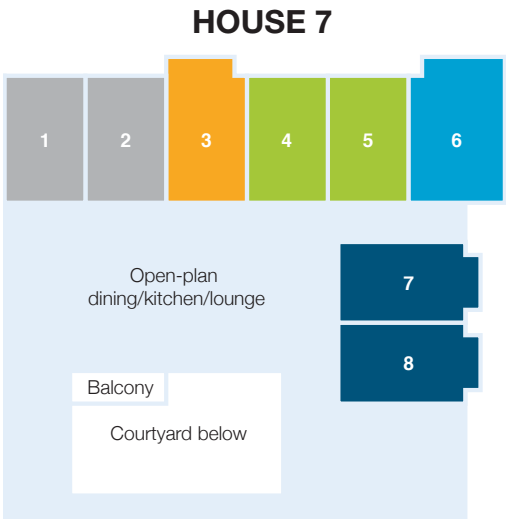 HOUSE 7
1 2 3 4 5 6
Open-plan
dining/kitchen/lounge
7
8
Balcony
Courtyard below